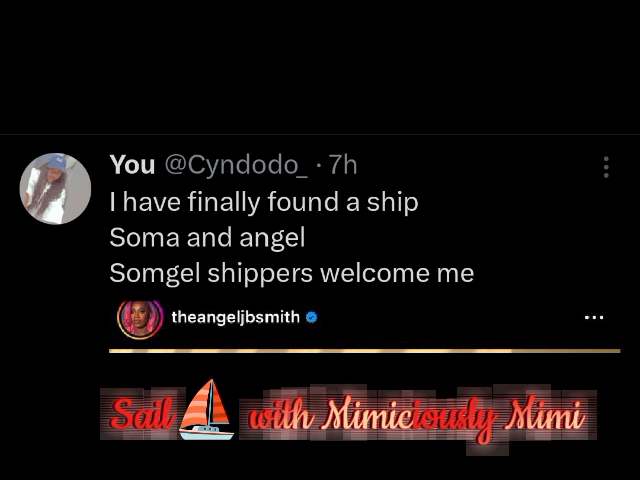 You @Cyndodo_ · 7h
I have finally found a ship
Soma and angel
Somgel shippers welcome me
theangeljbsmith
Sail with Mimiciously Mimi